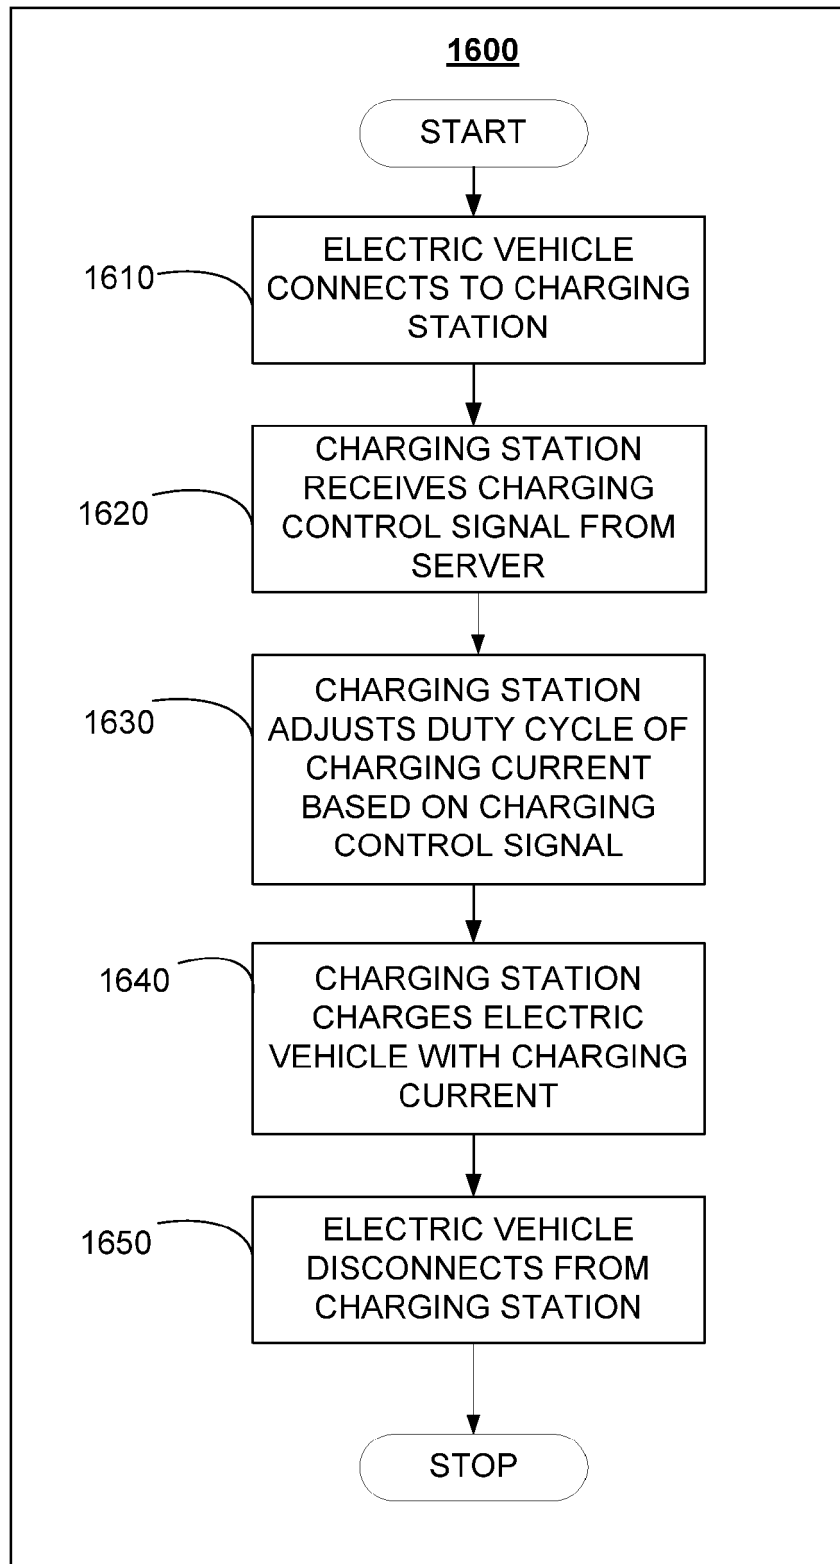 1600
START
1610
ELECTRIC VEHICLE
CONNECTS TO CHARGING
STATION
1620
CHARGING STATION
RECEIVES CHARGING
CONTROL SIGNAL FROM
SERVER
1630
CHARGING STATION
ADJUSTS DUTY CYCLE OF
CHARGING CURRENT
BASED ON CHARGING
CONTROL SIGNAL
1640
CHARGING STATION
CHARGES ELECTRIC
VEHICLE WITH CHARGING
CURRENT
1650
ELECTRIC VEHICLE
DISCONNECTS FROM
CHARGING STATION
STOP